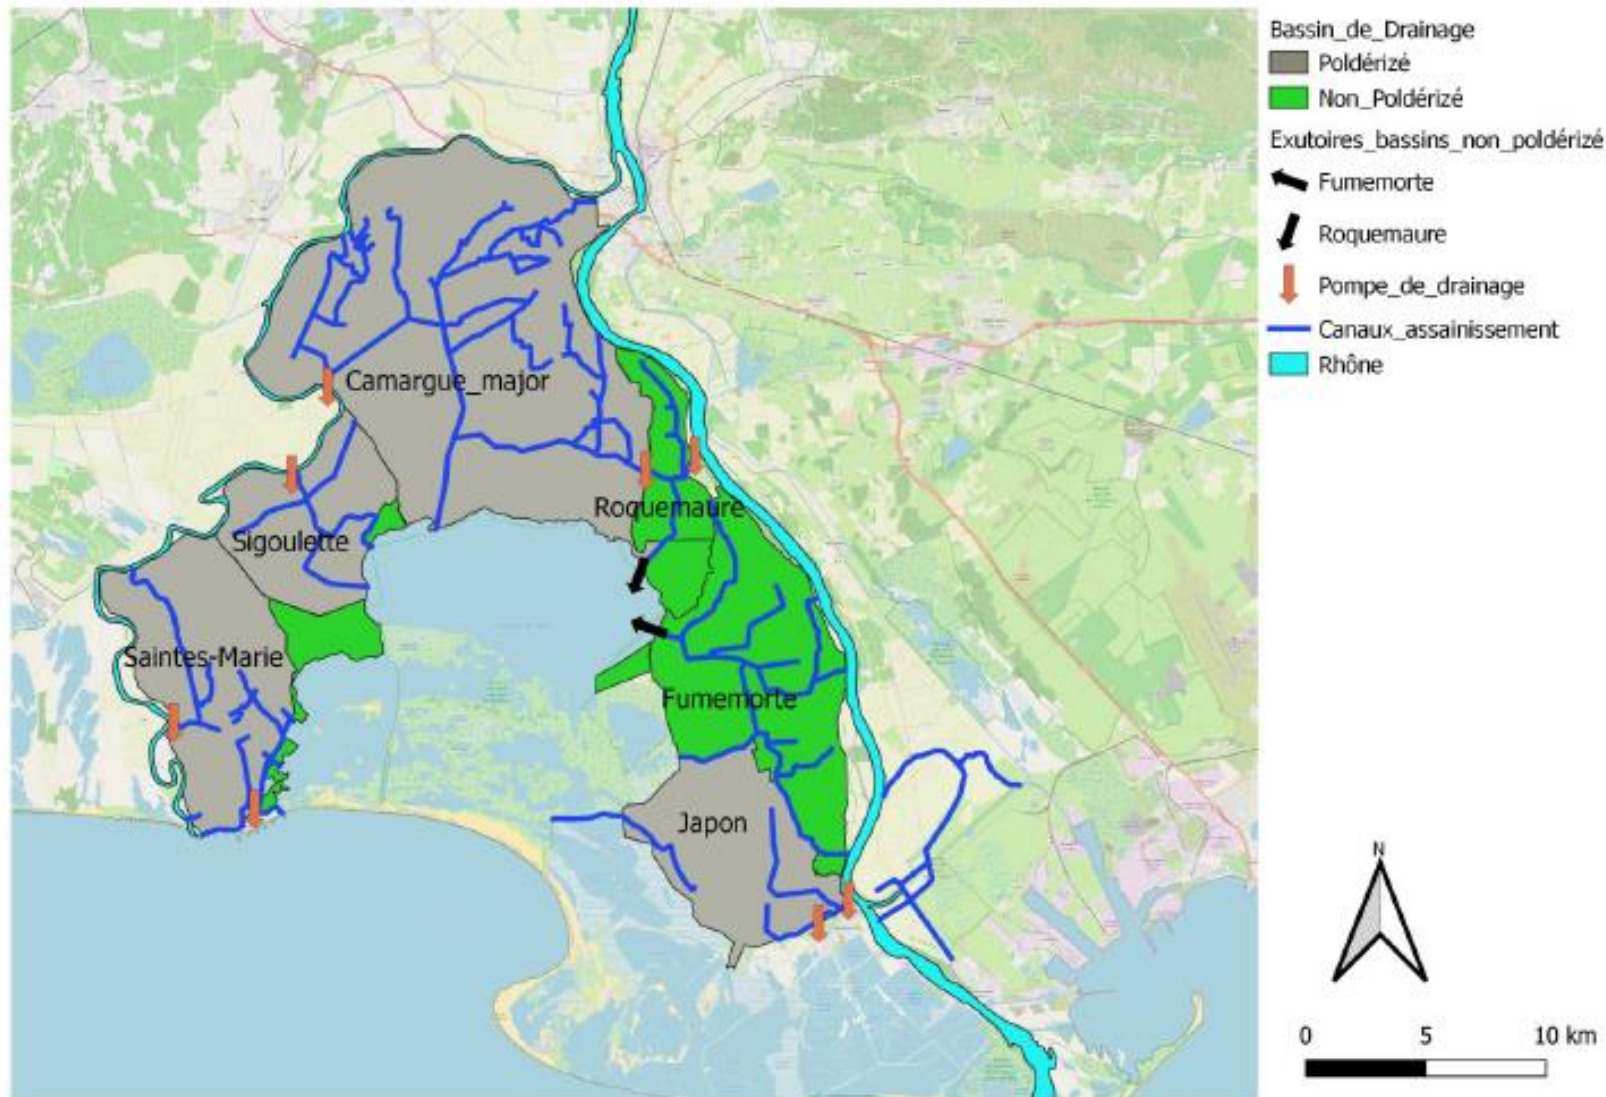 Bassin_de_Drainage
Poldérizé
Non_Poldérizé
Exutoires_bassins_non_poldérizé
Fumemorte
Roquemaure
Pompe_de_drainage
Canaux_assainissement
Rhône
Camargue_major
Roquemaure
Sigoulette
Saintes-Marie
Fumemorte
Japon
N
0 5 10 km